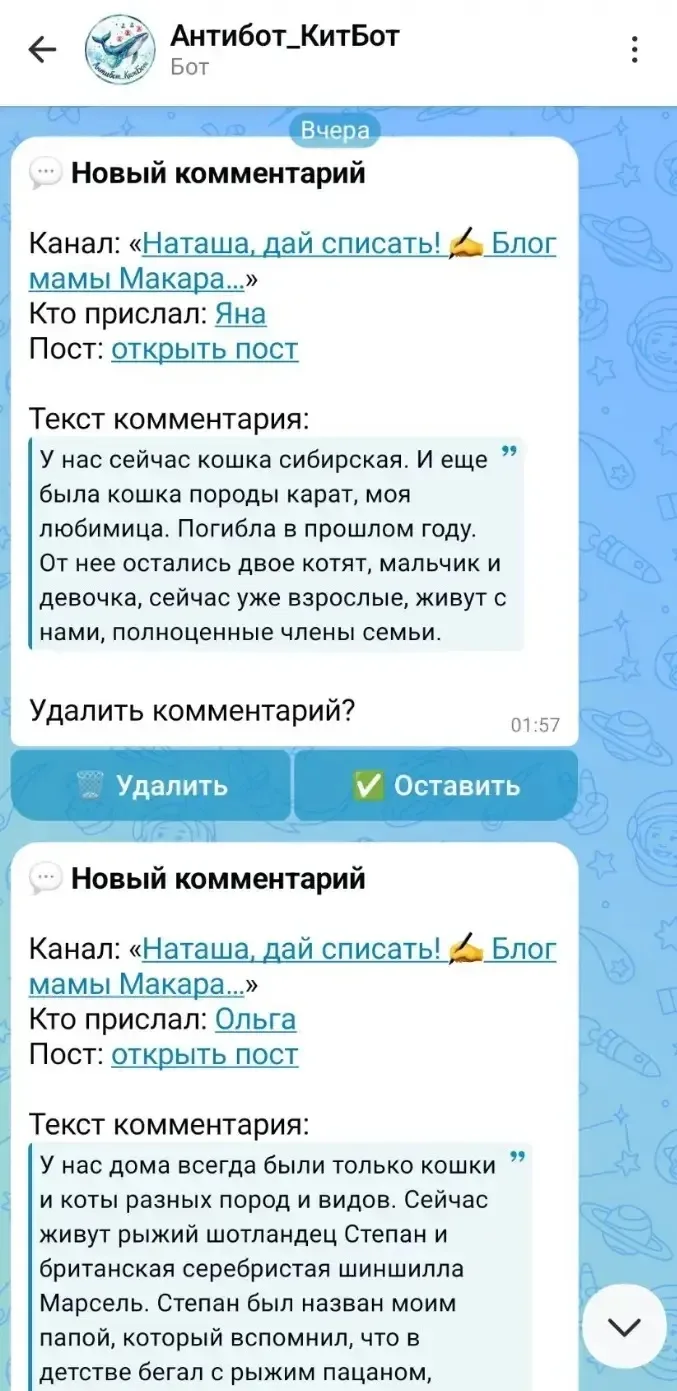 Антибот_КитБот
Бот
Вчера
💬 Новый комментарий
Канал: «Наташа, дай списать! ✍️ Блог
мамы Макара...»
Кто прислал: Яна
Пост: открыть пост
Текст комментария:
У нас сейчас кошка сибирская. И еще
была кошка породы карат, моя
любимица. Погибла в прошлом году.
От нее остались двое котят, мальчик и
девочка, сейчас уже взрослые, живут с
нами, полноценные члены семьи.
Удалить комментарий?
01:57
🗑️ Удалить
✅ Оставить
💬 Новый комментарий
Канал: «Наташа, дай списать! ✍️ Блог
мамы Макара...»
Кто прислал: Ольга
Пост: открыть пост
Текст комментария:
У нас дома всегда были только кошки
и коты разных пород и видов. Сейчас
живут рыжий шотландец Степан и
британская серебристая шиншилла
Марсель. Степан был назван моим
папой, который вспомнил, что в
детстве бегал с рыжим пацаном,